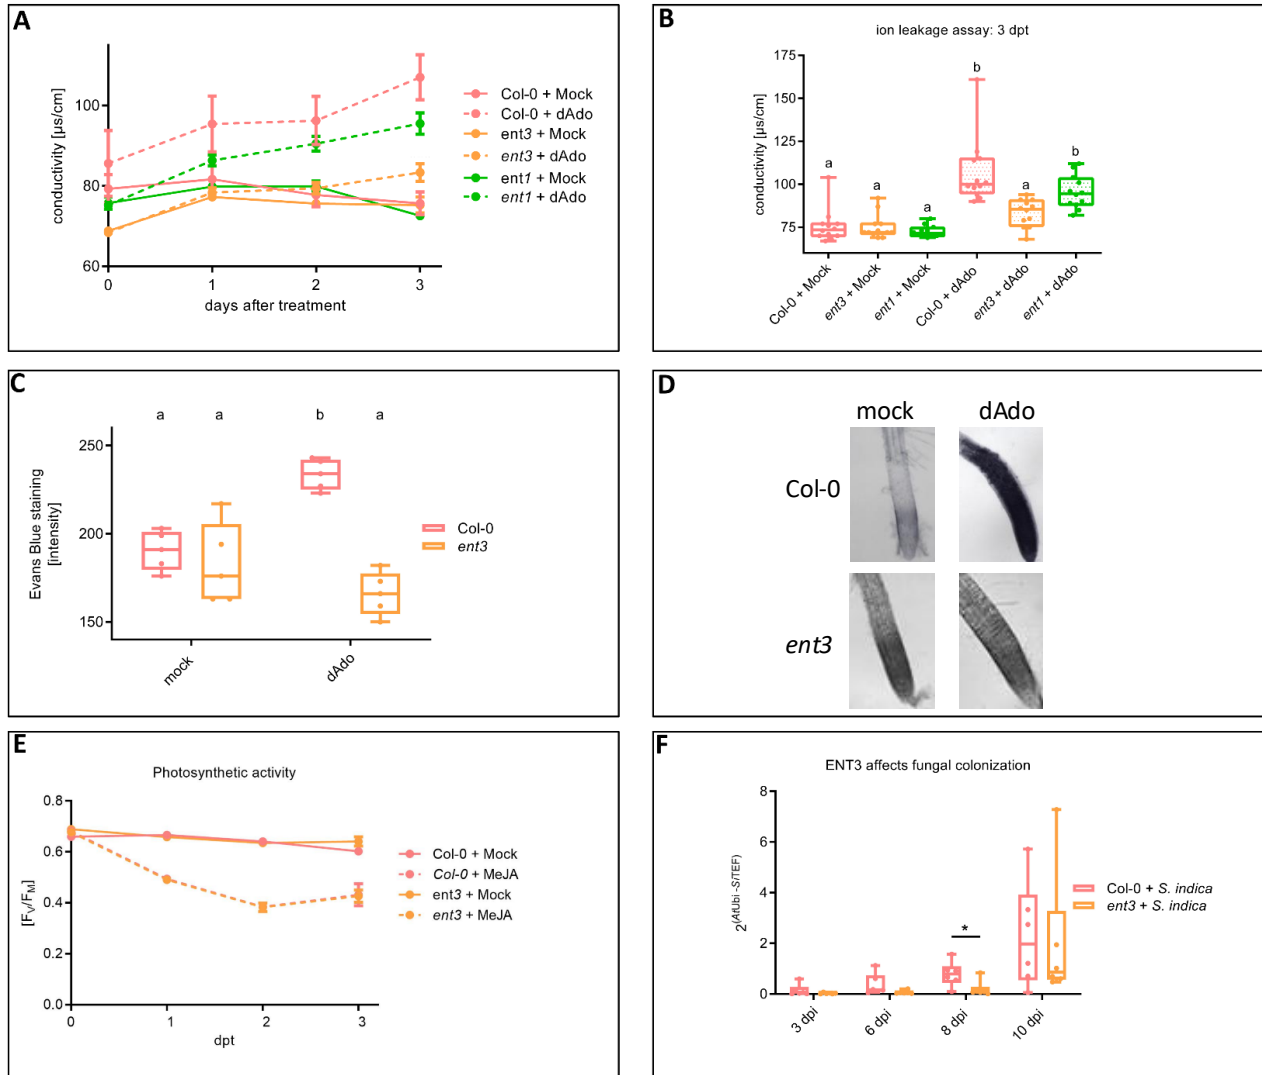 A
conductivity [µs/cm]
100
80
60
0
1
2
3
days after treatment
Col-0 + Mock
Col-0 + dAdo
ent3 + Mock
ent3 + dAdo
ent1 + Mock
ent1 + dAdo
B
ion leakage assay: 3 dpt
conductivity [µs/cm]
175
150
125
100
75
a
a
a
b
a
b
Col-0 + Mock
ent3 + Mock
ent1 + Mock
Col-0 + dAdo
ent3 + dAdo
ent1 + dAdo
C
a
a
b
a
Evans Blue staining
[intensity]
250
200
150
mock
dAdo
Col-0
ent3
D
mock
dAdo
Col-0
ent3
E
Photosynthetic activity
[FV/FM]
0.8
0.6
0.4
0.2
0.0
0
1
2
3
dpt
Col-0 + Mock
Col-0 + MeJA
ent3 + Mock
ent3 + MeJA
F
ENT3 affects fungal colonization
2(AtUbi -SiTEF)
8
6
4
2
0
*
3 dpi
6 dpi
8 dpi
10 dpi
Col-0 + S. indica
ent3 + S. indica